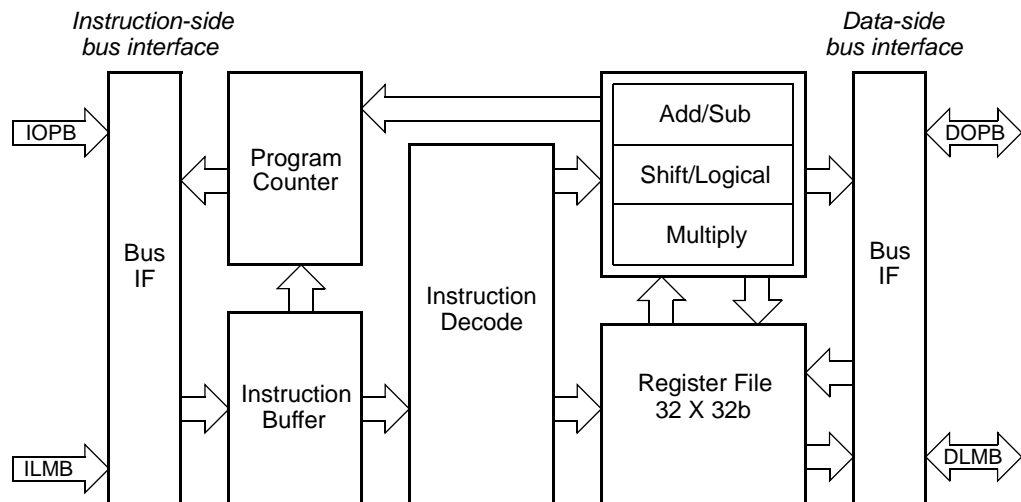 Instruction-side
bus interface
Data-side
bus interface
IOPB
Program
Counter
Add/Sub
Shift/Logical
Multiply
DOPB
Bus
IF
Instruction
Decode
Bus
IF
Instruction
Buffer
Register File
32 X 32b
ILMB
DLMB